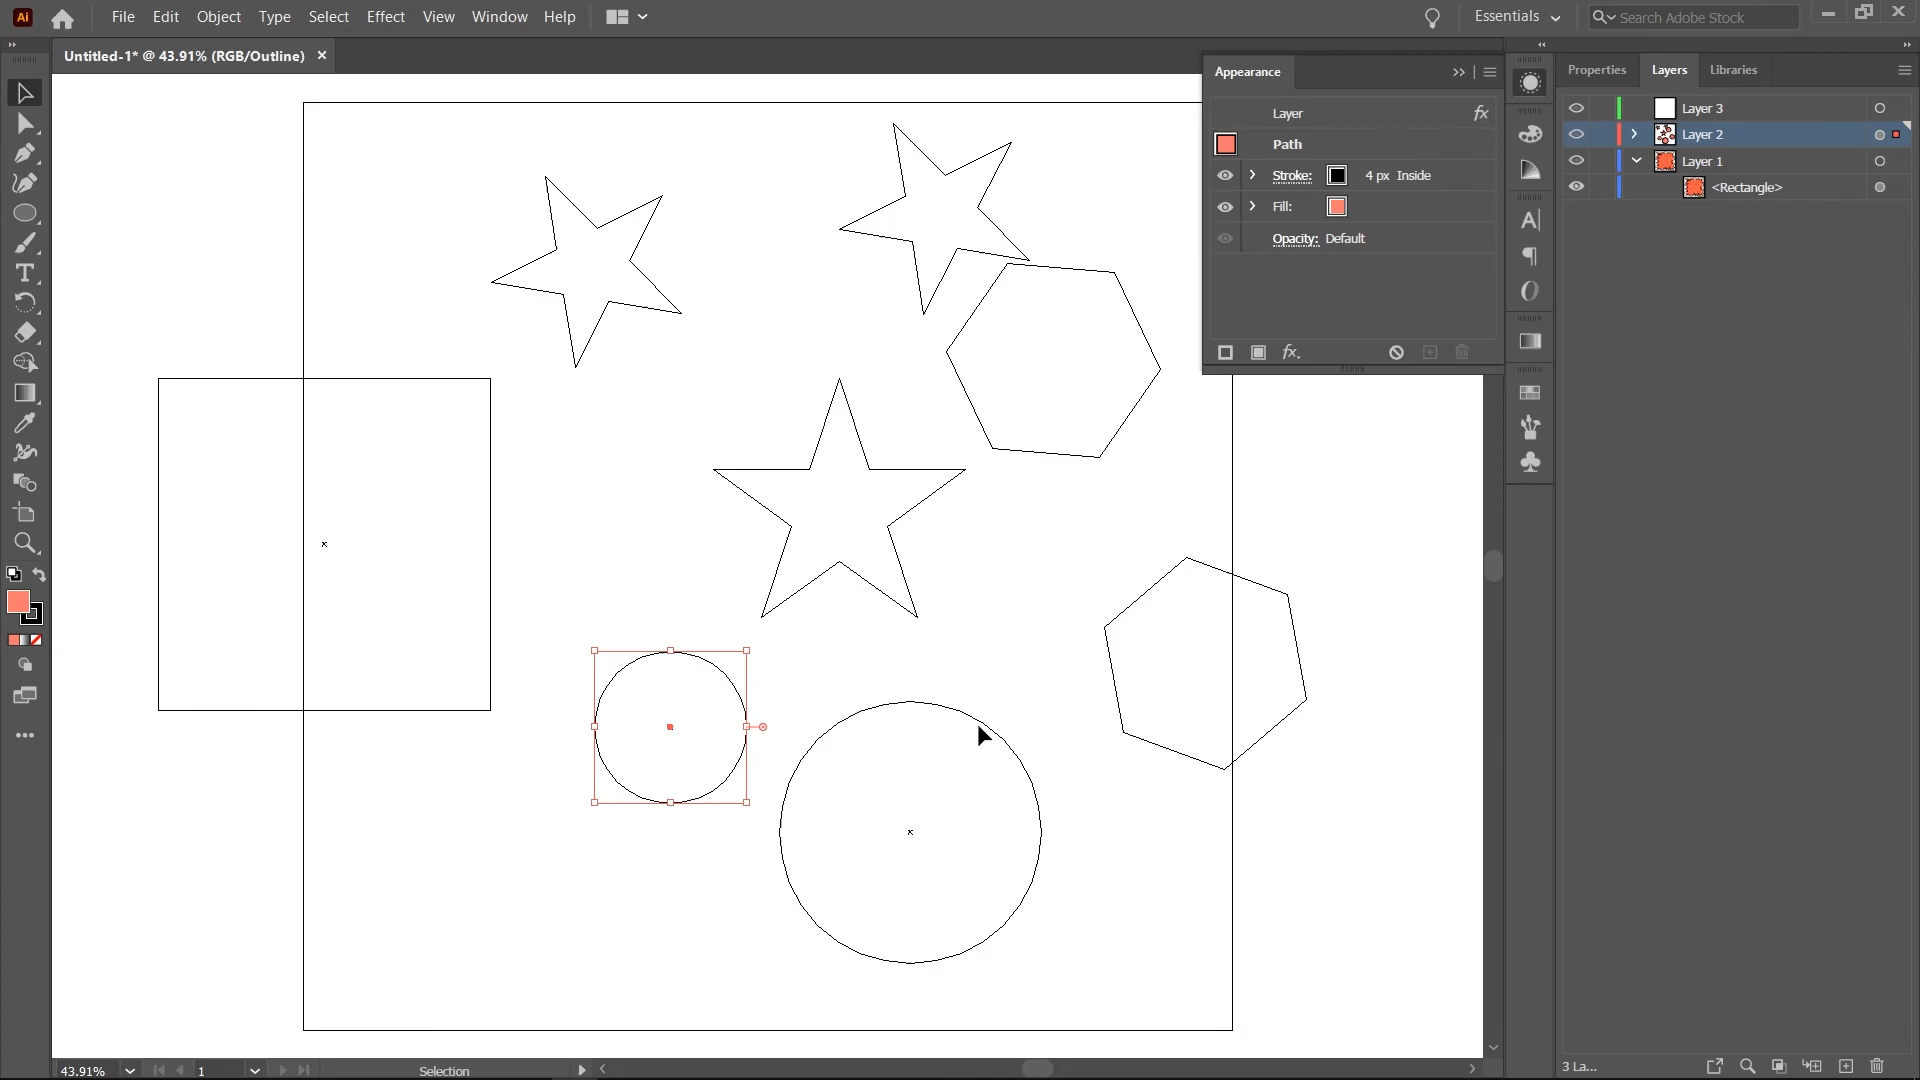 Ai File Edit Object Type Select Effect View Window Help Essentials Search Adobe Stock
Untitled-1* @ 43.91% (RGB/Outline)
Appearance
Layer
Path
Stroke: 4 px Inside
Fill:
Opacity: Default
Properties Layers Libraries
Layer 3
Layer 2
Layer 1
<Rectangle>
43.91% 1 Selection
3 La...